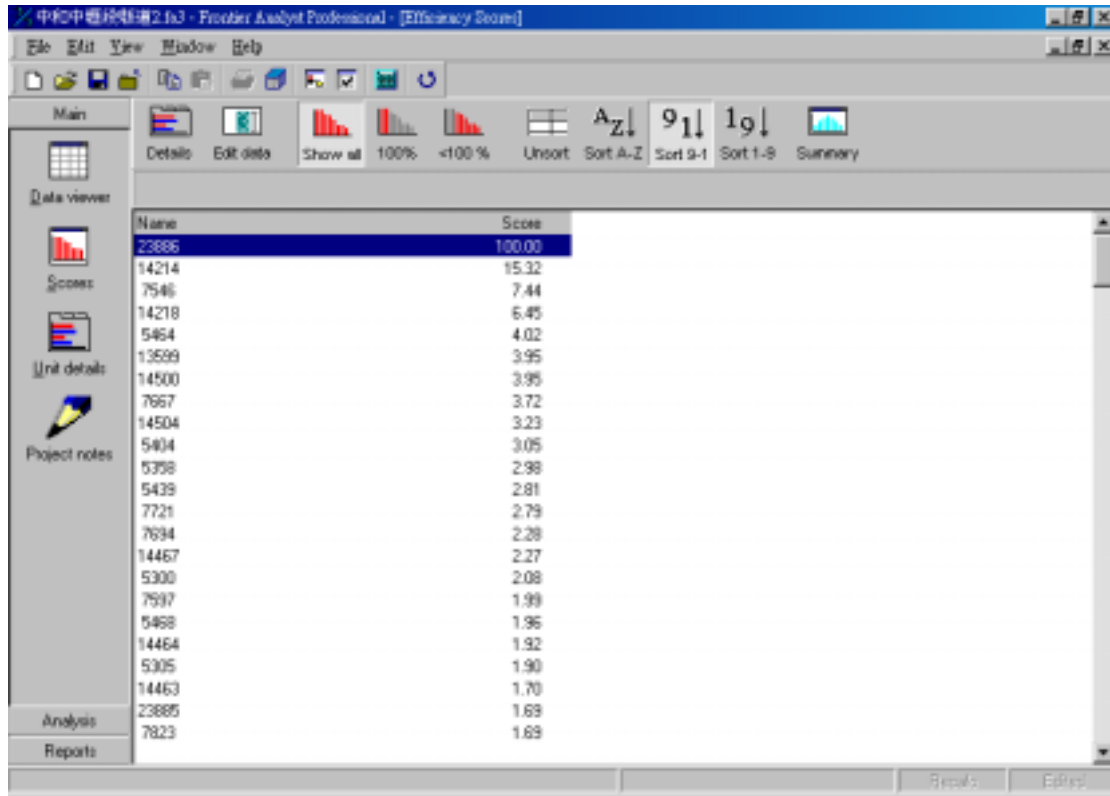 2.fa3 - Frontier Analyst Professional - [Efficiency Scores]
File Edit View Window Help
Main
Details Edit data Show all 100% <100 % Unsort Sort A-Z Sort 9-1 Sort 1-9 Summary
Data viewer
Scores
Unit details
Project notes
Analysis
Reports
Name Score
23886 100.00
14214 15.32
7546 7.44
14218 6.45
5464 4.02
13599 3.95
14500 3.95
7667 3.72
14504 3.23
5404 3.05
5358 2.98
5439 2.81
7721 2.79
7694 2.28
14467 2.27
5300 2.08
7597 1.99
5468 1.96
14464 1.92
5305 1.90
14463 1.70
23885 1.69
7823 1.69
Results Edited